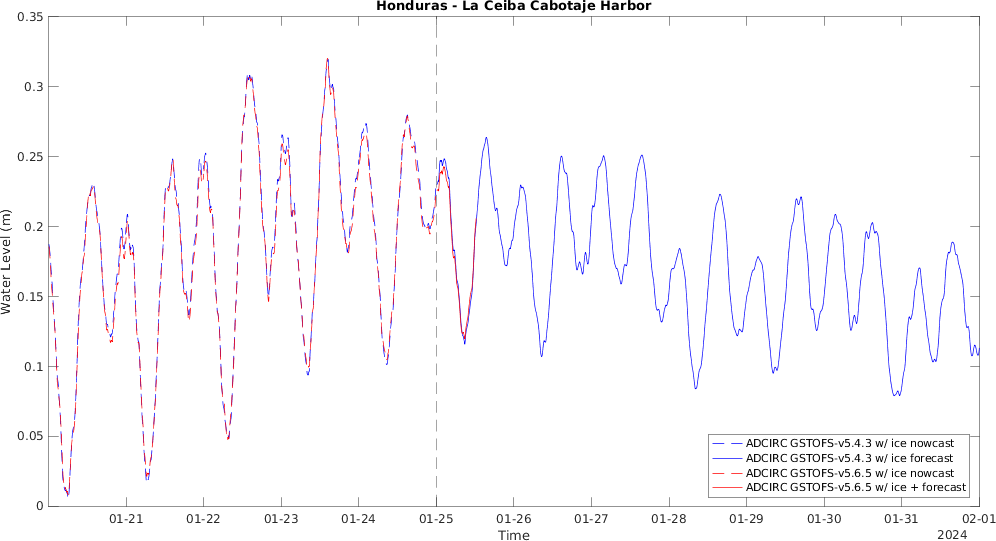 Honduras - La Ceiba Cabotaje Harbor
0.35
0.3
0.25
0.2
0.15
0.1
0.05
0
Water Level (m)
01-21 01-22 01-23 01-24 01-25 01-26 01-27 01-28 01-29 01-30 01-31 02-01
Time
2024
ADCIRC GSTOFS-v5.4.3 w/ ice nowcast
ADCIRC GSTOFS-v5.4.3 w/ ice forecast
ADCIRC GSTOFS-v5.6.5 w/ ice nowcast
ADCIRC GSTOFS-v5.6.5 w/ ice + forecast